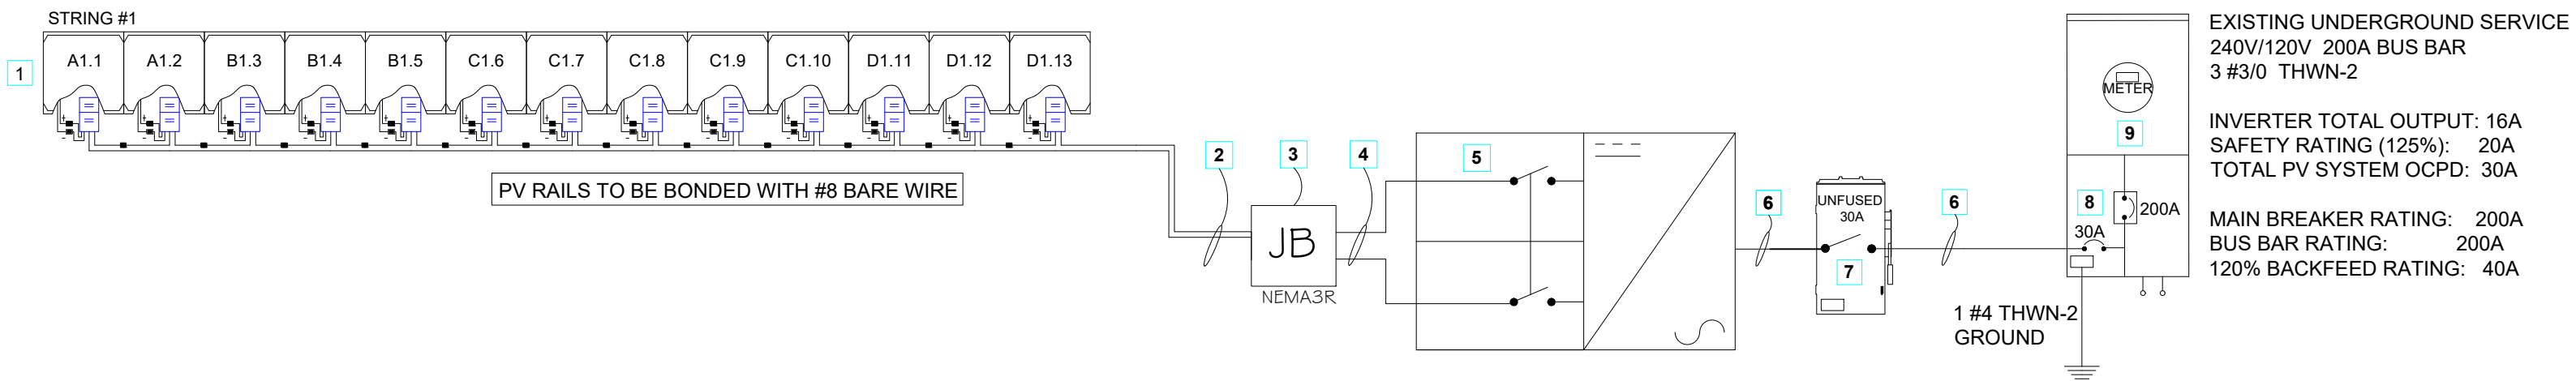 STRING #1
1
A1.1
A1.2
B1.3
B1.4
B1.5
C1.6
C1.7
C1.8
C1.9
C1.10
D1.11
D1.12
D1.13
PV RAILS TO BE BONDED WITH #8 BARE WIRE
2
3
4
JB
NEMA3R
5
6
UNFUSED
30A
7
6
METER
9
8
200A
30A
1 #4 THWN-2
GROUND
EXISTING UNDERGROUND SERVICE
240V/120V 200A BUS BAR
3 #3/0 THWN-2
INVERTER TOTAL OUTPUT: 16A
SAFETY RATING (125%): 20A
TOTAL PV SYSTEM OCPD: 30A
MAIN BREAKER RATING: 200A
BUS BAR RATING: 200A
120% BACKFEED RATING: 40A